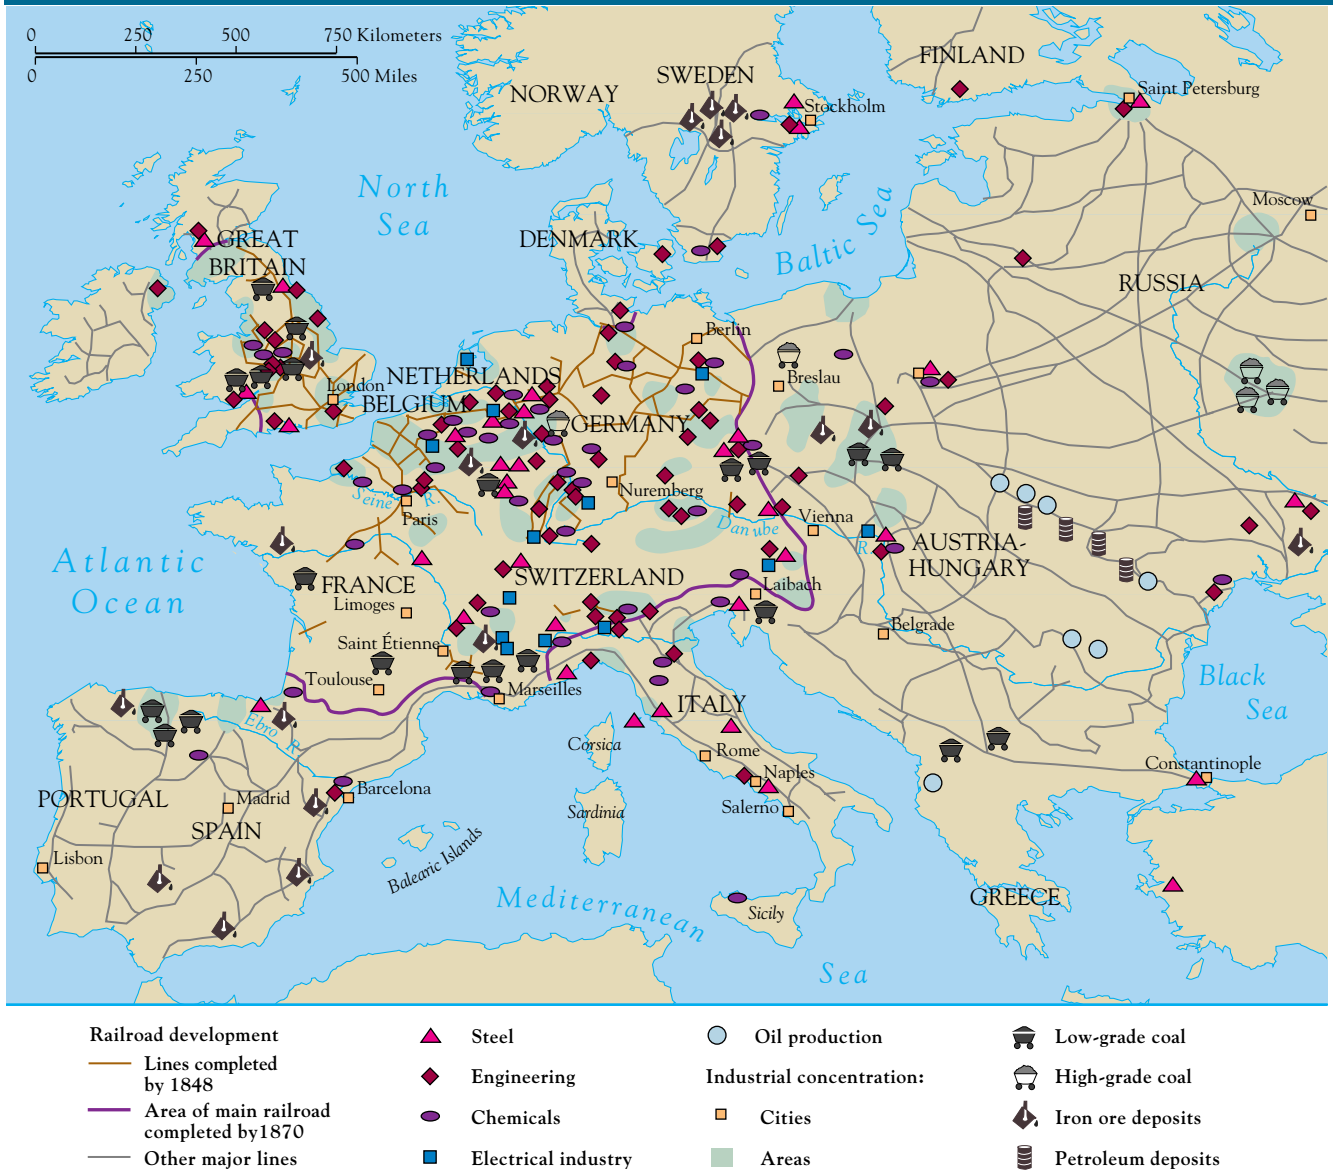 0 250 500 750 Kilometers
0 250 500 Miles
NORWAY
SWEDEN
FINLAND
Stockholm
Saint Petersburg
North
Sea
Baltic Sea
Moscow
DENMARK
GREAT
BRITAIN
RUSSIA
Berlin
Breslau
London
NETHERLANDS
BELGIUM
GERMANY
Nuremberg
Seine R.
Paris
Danube
R.
Vienna
AUSTRIA-
HUNGARY
Atlantic
Ocean
FRANCE
SWITZERLAND
Limoges
Laibach
Saint Étienne
Belgrade
Toulouse
Marseilles
Black
Sea
ITALY
Ebro R.
Corsica
Rome
Naples
Constantinople
Barcelona
PORTUGAL
Madrid
SPAIN
Salerno
Sardinia
Lisbon
Balearic Islands
Mediterranean
Sea
Sicily
GREECE
Railroad development
Lines completed
by 1848
Area of main railroad
completed by1870
Other major lines
Steel
Engineering
Chemicals
Electrical industry
Oil production
Industrial concentration:
Cities
Areas
Low-grade coal
High-grade coal
Iron ore deposits
Petroleum deposits